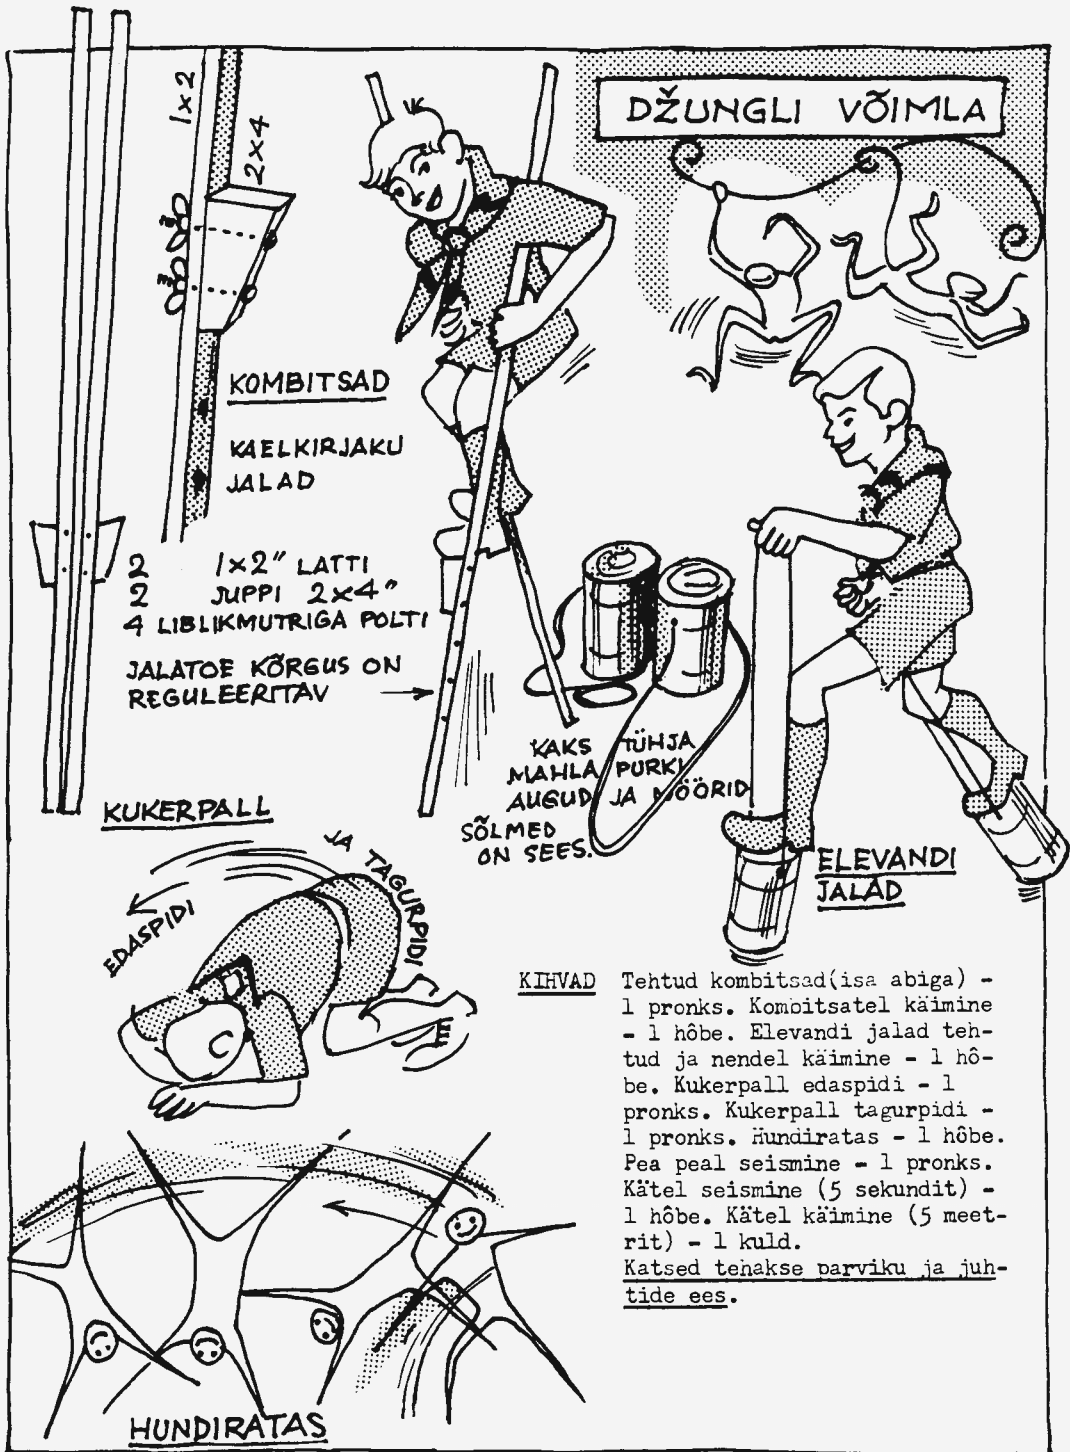 DŽUNGLI VÕIMLA
1x2
2x4
KOMBITSAD
KAELKIRJAKU
JALAD
2 1x2" LATTI
2 JUPPI 2x4"
4 LIBLIKMUTRIGA POLTI
JALATOE KÕRGUS ON
REGULEERITAV
KAKS TÜHJA
MAHLA PURKI
AUGUD JA NÖÖRID
SÕLMED
ON SEES.
ELEVANDI
JALAD
KUKERPALL
EDASPIDI
JA TAGURPIDI
KIHVAD Tehtud kombitsad(isa abiga) -
1 pronks. Kombitsatel käimine
- 1 hôbe. Elevandi jalad teh-
tud ja nendel käimine - 1 hô-
be. Kukerpall edaspidi - 1
pronks. Kukerpall tagurpidi -
1 pronks. Hundiratas - 1 hôbe.
Pea peal seismine - 1 pronks.
Kätel seismine (5 sekundit) -
1 hôbe. Kätel käimine (5 meet-
rit) - 1 kuld.
Katsed tehakse parviku ja juh-
tide ees.
HUNDIRATAS